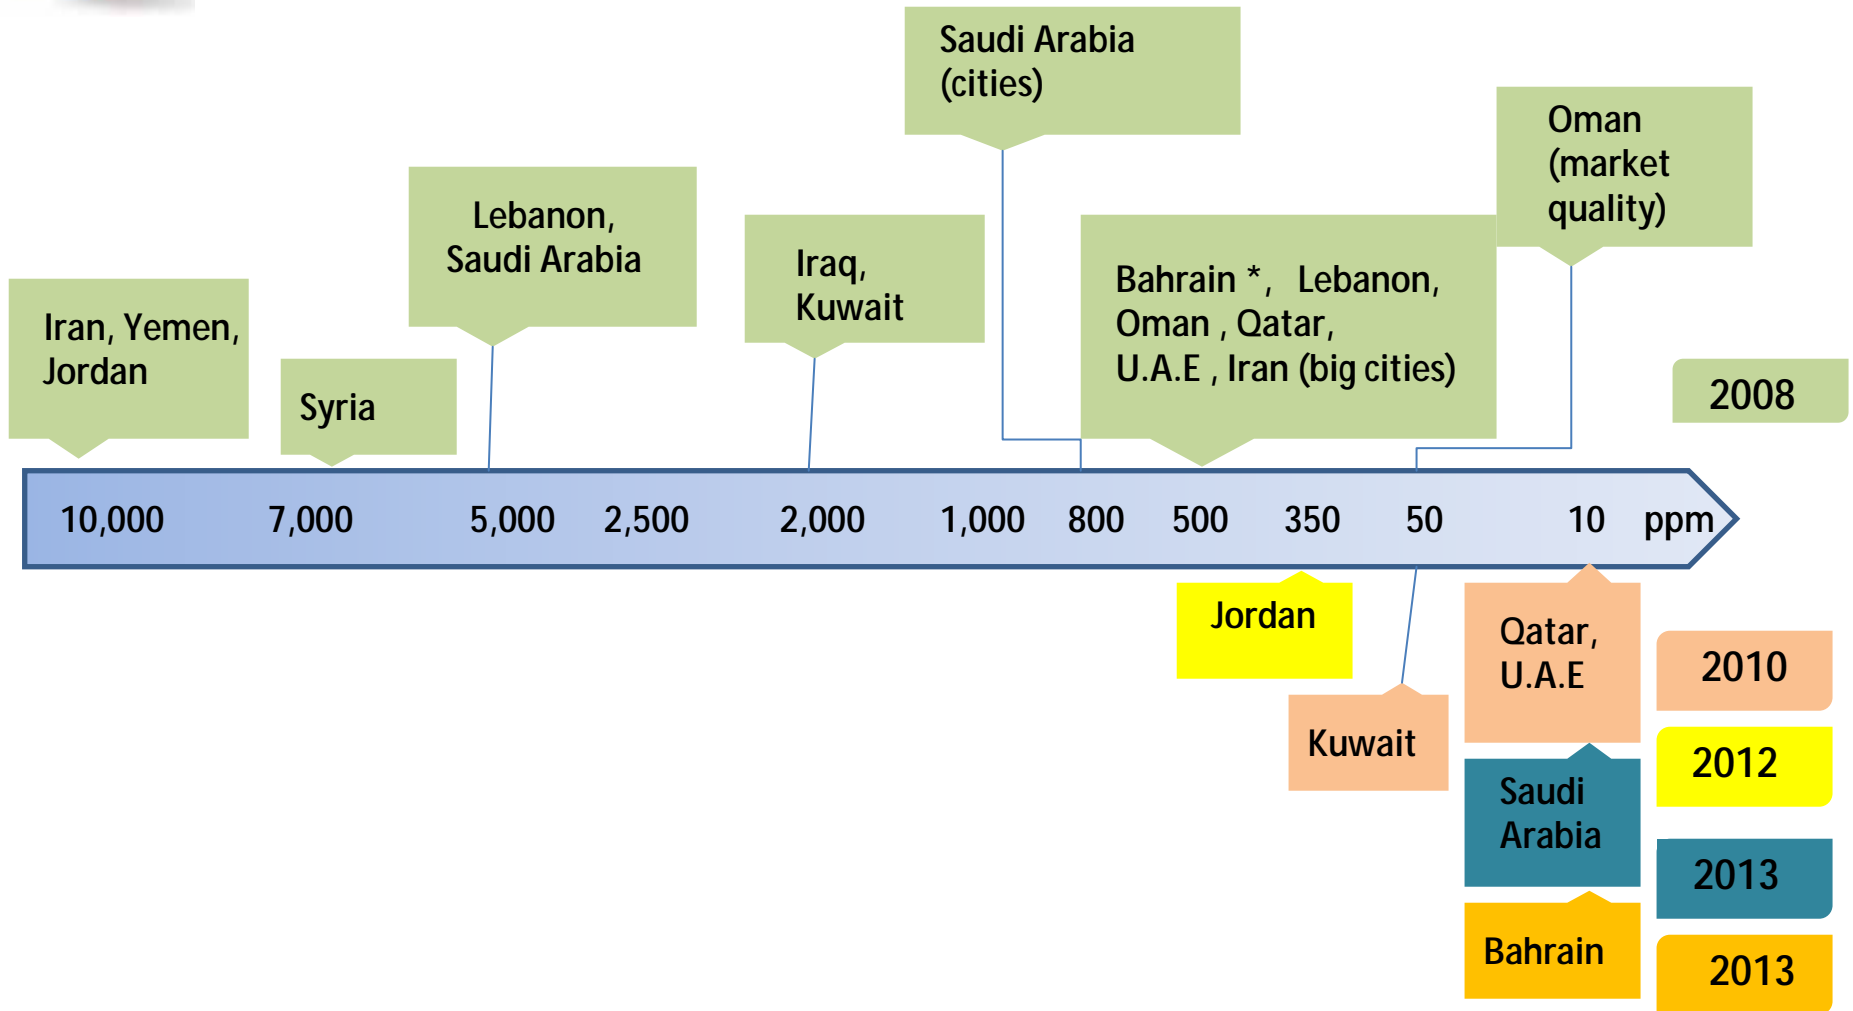 Saudi Arabia
(cities)
Oman
(market
quality)
Lebanon,
Saudi Arabia
Iraq,
Kuwait
Bahrain *, Lebanon,
Oman , Qatar,
U.A.E , Iran (big cities)
Iran, Yemen,
Jordan
Syria
2008
10,000 7,000 5,000 2,500 2,000 1,000 800 500 350 50 10 ppm
Jordan
Qatar,
U.A.E
2010
Kuwait
2012
Saudi
Arabia
2013
Bahrain
2013